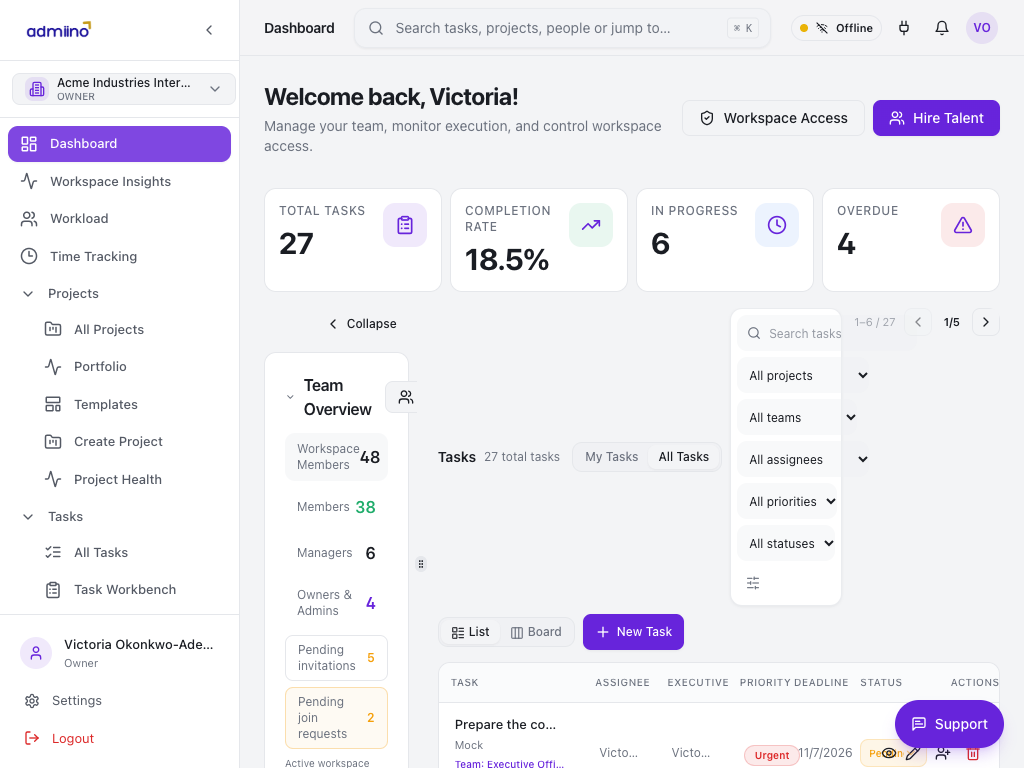 admiino
Acme Industries Inter...
OWNER
Dashboard
Workspace Insights
Workload
Time Tracking
Projects
All Projects
Portfolio
Templates
Create Project
Project Health
Tasks
All Tasks
Task Workbench
Victoria Okonkwo-Ade...
Owner
Settings
Logout
Dashboard
Search tasks, projects, people or jump to...
⌘ K
Offline
VO
Welcome back, Victoria!
Manage your team, monitor execution, and control workspace
access.
Workspace Access
Hire Talent
TOTAL TASKS
27
COMPLETION
RATE
18.5%
IN PROGRESS
6
OVERDUE
4
Collapse
Team
Overview
Workspace
Members
48
Members
38
Managers
6
Owners &
Admins
4
Pending
invitations
5
Pending
join
requests
2
Active workspace
Tasks
27 total tasks
My Tasks
All Tasks
Search tasks
All projects
All teams
All assignees
All priorities
All statuses
1–6 / 27
1/5
List
Board
New Task
TASK
ASSIGNEE
EXECUTIVE
PRIORITY
DEADLINE
STATUS
ACTIONS
Prepare the co...
Mock
Team: Executive Offi...
Victo...
Victo...
Urgent
11/7/2026
Support